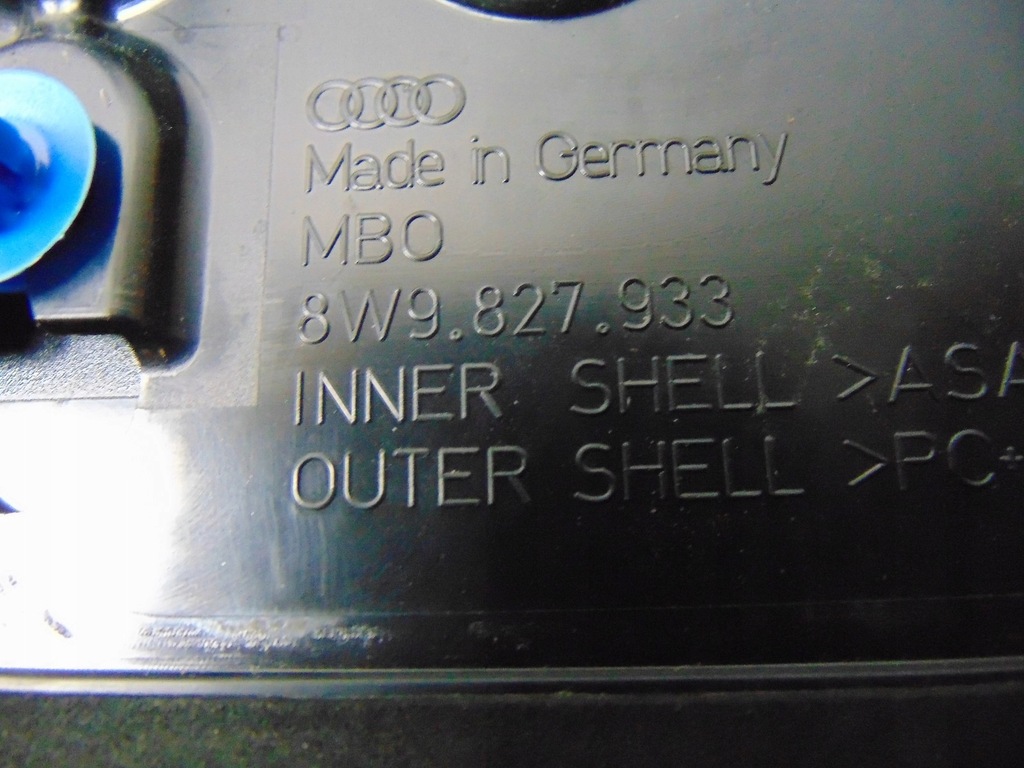 Made in Germany
MBO
8W9.827.933
INNER SHELL >ASA
OUTER SHELL >PC+